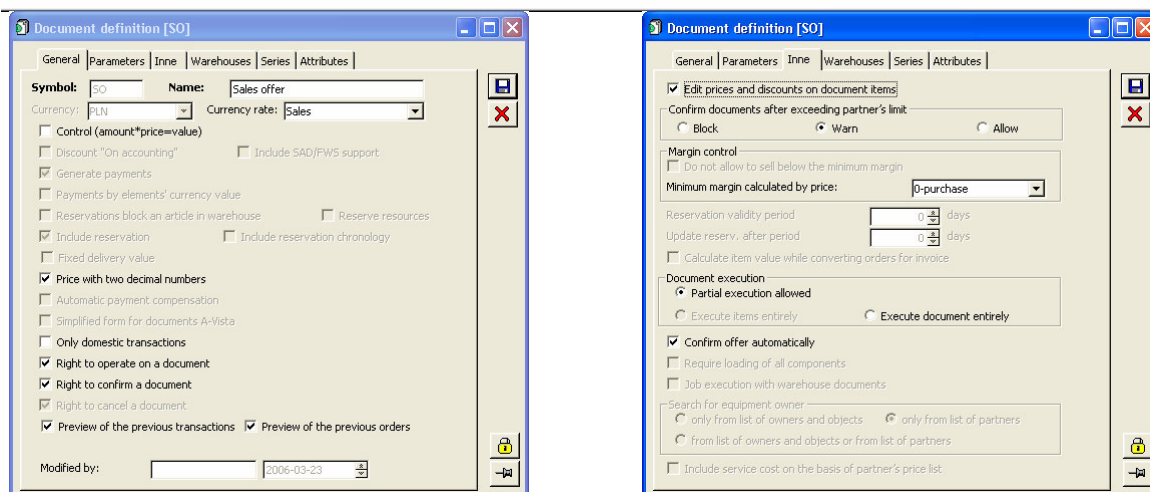 Document definition [SO]
General Parameters Inne Warehouses Series Attributes
Symbol: SO Name: Sales offer
Currency: PLN Currency rate: Sales
Control (amount*price=value)
Discount "On accounting" Include SAD/FWS support
Generate payments
Payments by elements' currency value
Reservations block an article in warehouse Reserve resources
Include reservation Include reservation chronology
Fixed delivery value
Price with two decimal numbers
Automatic payment compensation
Simplified form for documents A-Vista
Only domestic transactions
Right to operate on a document
Right to confirm a document
Right to cancel a document
Preview of the previous transactions Preview of the previous orders
Modified by: 2006-03-23
Document definition [SO]
General Parameters Inne Warehouses Series Attributes
Edit prices and discounts on document items
Confirm documents after exceeding partner's limit
Block Warn Allow
Margin control
Do not allow to sell below the minimum margin
Minimum margin calculated by price: 0-purchase
Reservation validity period 0 days
Update reserv. after period 0 days
Calculate item value while converting orders for invoice
Document execution
Partial execution allowed
Execute items entirely Execute document entirely
Confirm offer automatically
Require loading of all components
Job execution with warehouse documents
Search for equipment owner
only from list of owners and objects only from list of partners
from list of owners and objects or from list of partners
Include service cost on the basis of partner's price list